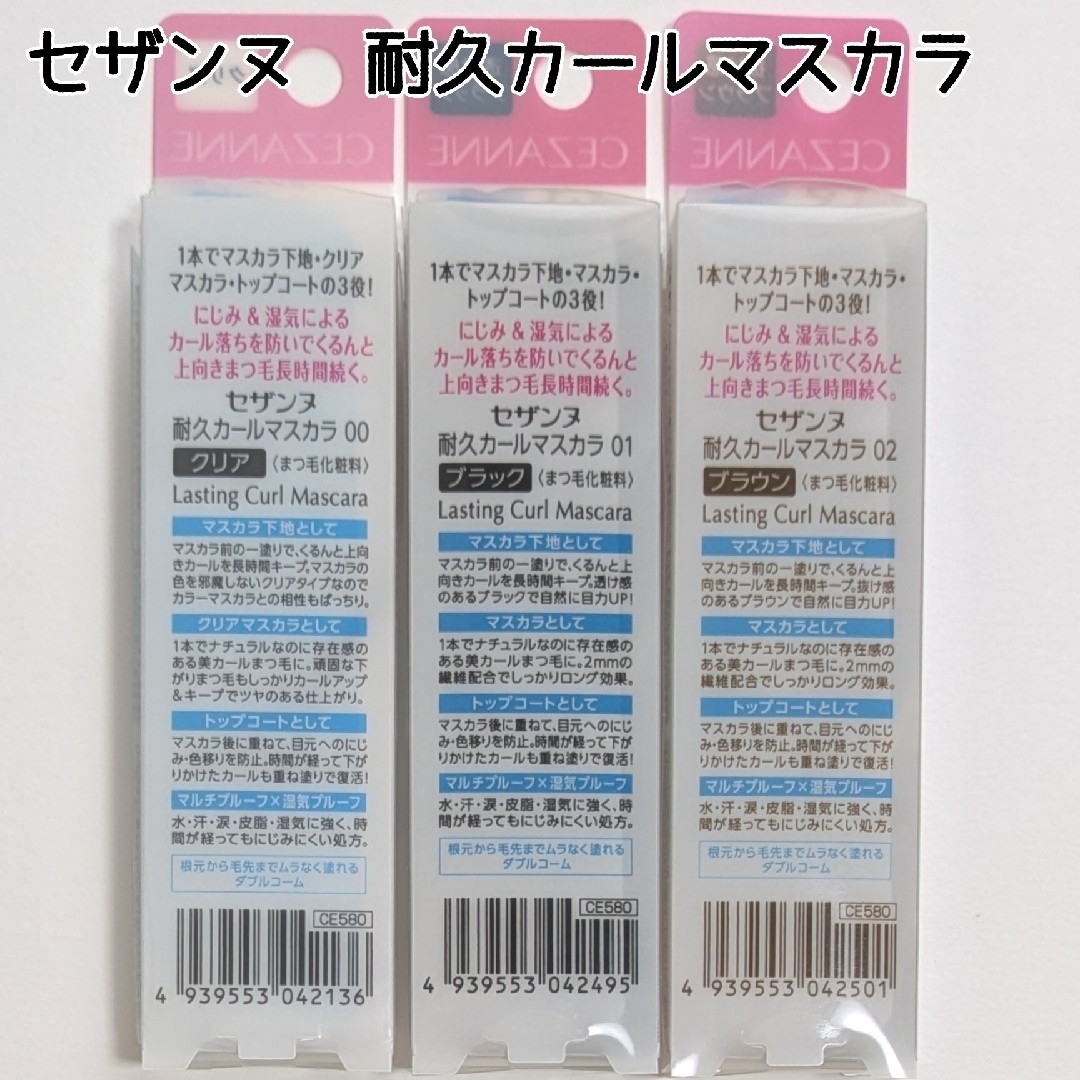 セザンヌ 耐久カールマスカラ
CEZANNE
1本でマスカラ下地・クリア
マスカラ・トップコートの3役!
にじみ & 湿気による
カール落ちを防いでくるんと
上向きまつ毛長時間続く。
セザンヌ
耐久カールマスカラ 00
クリア 〈まつ毛化粧料〉
Lasting Curl Mascara
マスカラ下地として
マスカラ前の一塗りで、くるんと上向
きカールを長時間キープ。マスカラの
色を邪魔しないクリアタイプなので
カラーマスカラとの相性もばっちり。
クリアマスカラとして
1本でナチュラルなのに存在感の
ある美カールまつ毛に。頑固な下
がりまつ毛もしっかりカールアップ
&キープでツヤのある仕上がり。
トップコートとして
マスカラ後に重ねて、目元へのにじ
み・色移りを防止。時間が経って下が
りかけたカールも重ね塗りで復活!
マルチプルーフ×湿気プルーフ
水・汗・涙・皮脂・湿気に強く、時
間が経ってもにじみにくい処方。
根元から毛先までムラなく塗れる
ダブルコーム
CE580
4 939553 042136
CEZANNE
1本でマスカラ下地・マスカラ・
トップコートの3役!
にじみ & 湿気による
カール落ちを防いでくるんと
上向きまつ毛長時間続く。
セザンヌ
耐久カールマスカラ 01
ブラック 〈まつ毛化粧料〉
Lasting Curl Mascara
マスカラ下地として
マスカラ前の一塗りで、くるんと上
向きカールを長時間キープ。透け感
のあるブラックで自然に目力UP!
マスカラとして
1本でナチュラルなのに存在感の
ある美カールまつ毛に。2mmの
繊維配合でしっかりロング効果。
トップコートとして
マスカラ後に重ねて、目元へのにじ
み・色移りを防止。時間が経って下が
りかけたカールも重ね塗りで復活!
マルチプルーフ×湿気プルーフ
水・汗・涙・皮脂・湿気に強く、時
間が経ってもにじみにくい処方。
根元から毛先までムラなく塗れる
ダブルコーム
CE580
4 939553 042495
CEZANNE
1本でマスカラ下地・マスカラ・
トップコートの3役!
にじみ & 湿気による
カール落ちを防いでくるんと
上向きまつ毛長時間続く。
セザンヌ
耐久カールマスカラ 02
ブラウン 〈まつ毛化粧料〉
Lasting Curl Mascara
マスカラ下地として
マスカラ前の一塗りで、くるんと上
向きカールを長時間キープ。抜け感
のあるブラウンで自然に目力UP!
マスカラとして
1本でナチュラルなのに存在感の
ある美カールまつ毛に。2mmの
繊維配合でしっかりロング効果。
トップコートとして
マスカラ後に重ねて、目元へのにじ
み・色移りを防止。時間が経って下が
りかけたカールも重ね塗りで復活!
マルチプルーフ×湿気プルーフ
水・汗・涙・皮脂・湿気に強く、時
間が経ってもにじみにくい処方。
根元から毛先までムラなく塗れる
ダブルコーム
CE580
4 939553 042501